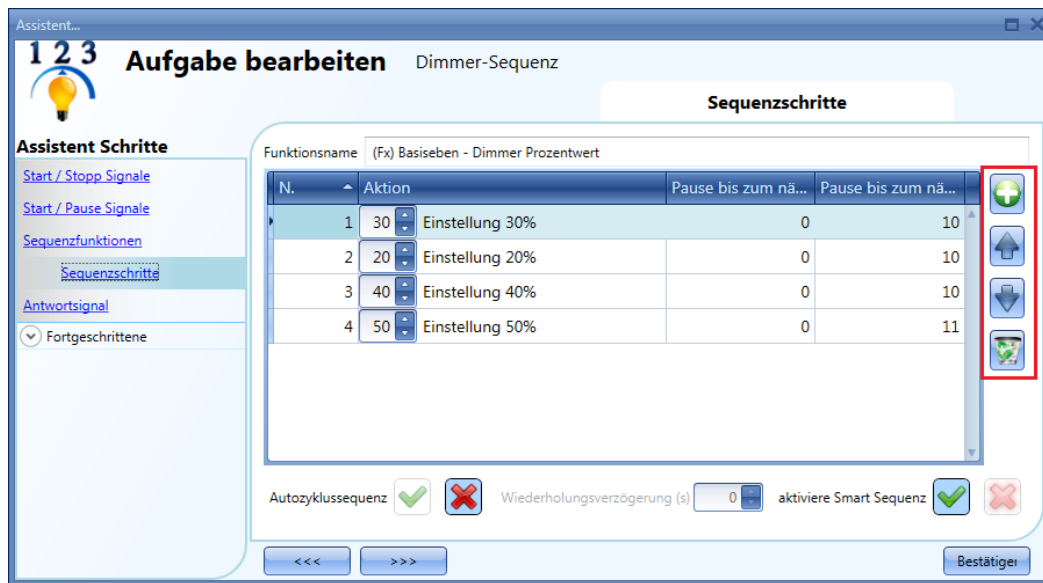 Assistent...
1 2 3
Aufgabe bearbeiten Dimmer-Sequenz
Sequenzschritte
Assistent Schritte
Start / Stopp Signale
Start / Pause Signale
Sequenzfunktionen
Sequenzschritte
Antwortsignal
Fortgeschrittene
Funktionsname (Fx) Basiseben - Dimmer Prozentwert
N. Aktion Pause bis zum nä... Pause bis zum nä...
1 30 Einstellung 30% 0 10
2 20 Einstellung 20% 0 10
3 40 Einstellung 40% 0 10
4 50 Einstellung 50% 0 11
Autozyklussequenz Wiederholungsverzögerung (s) 0 aktiviere Smart Sequenz
<<< >>> Bestätiger